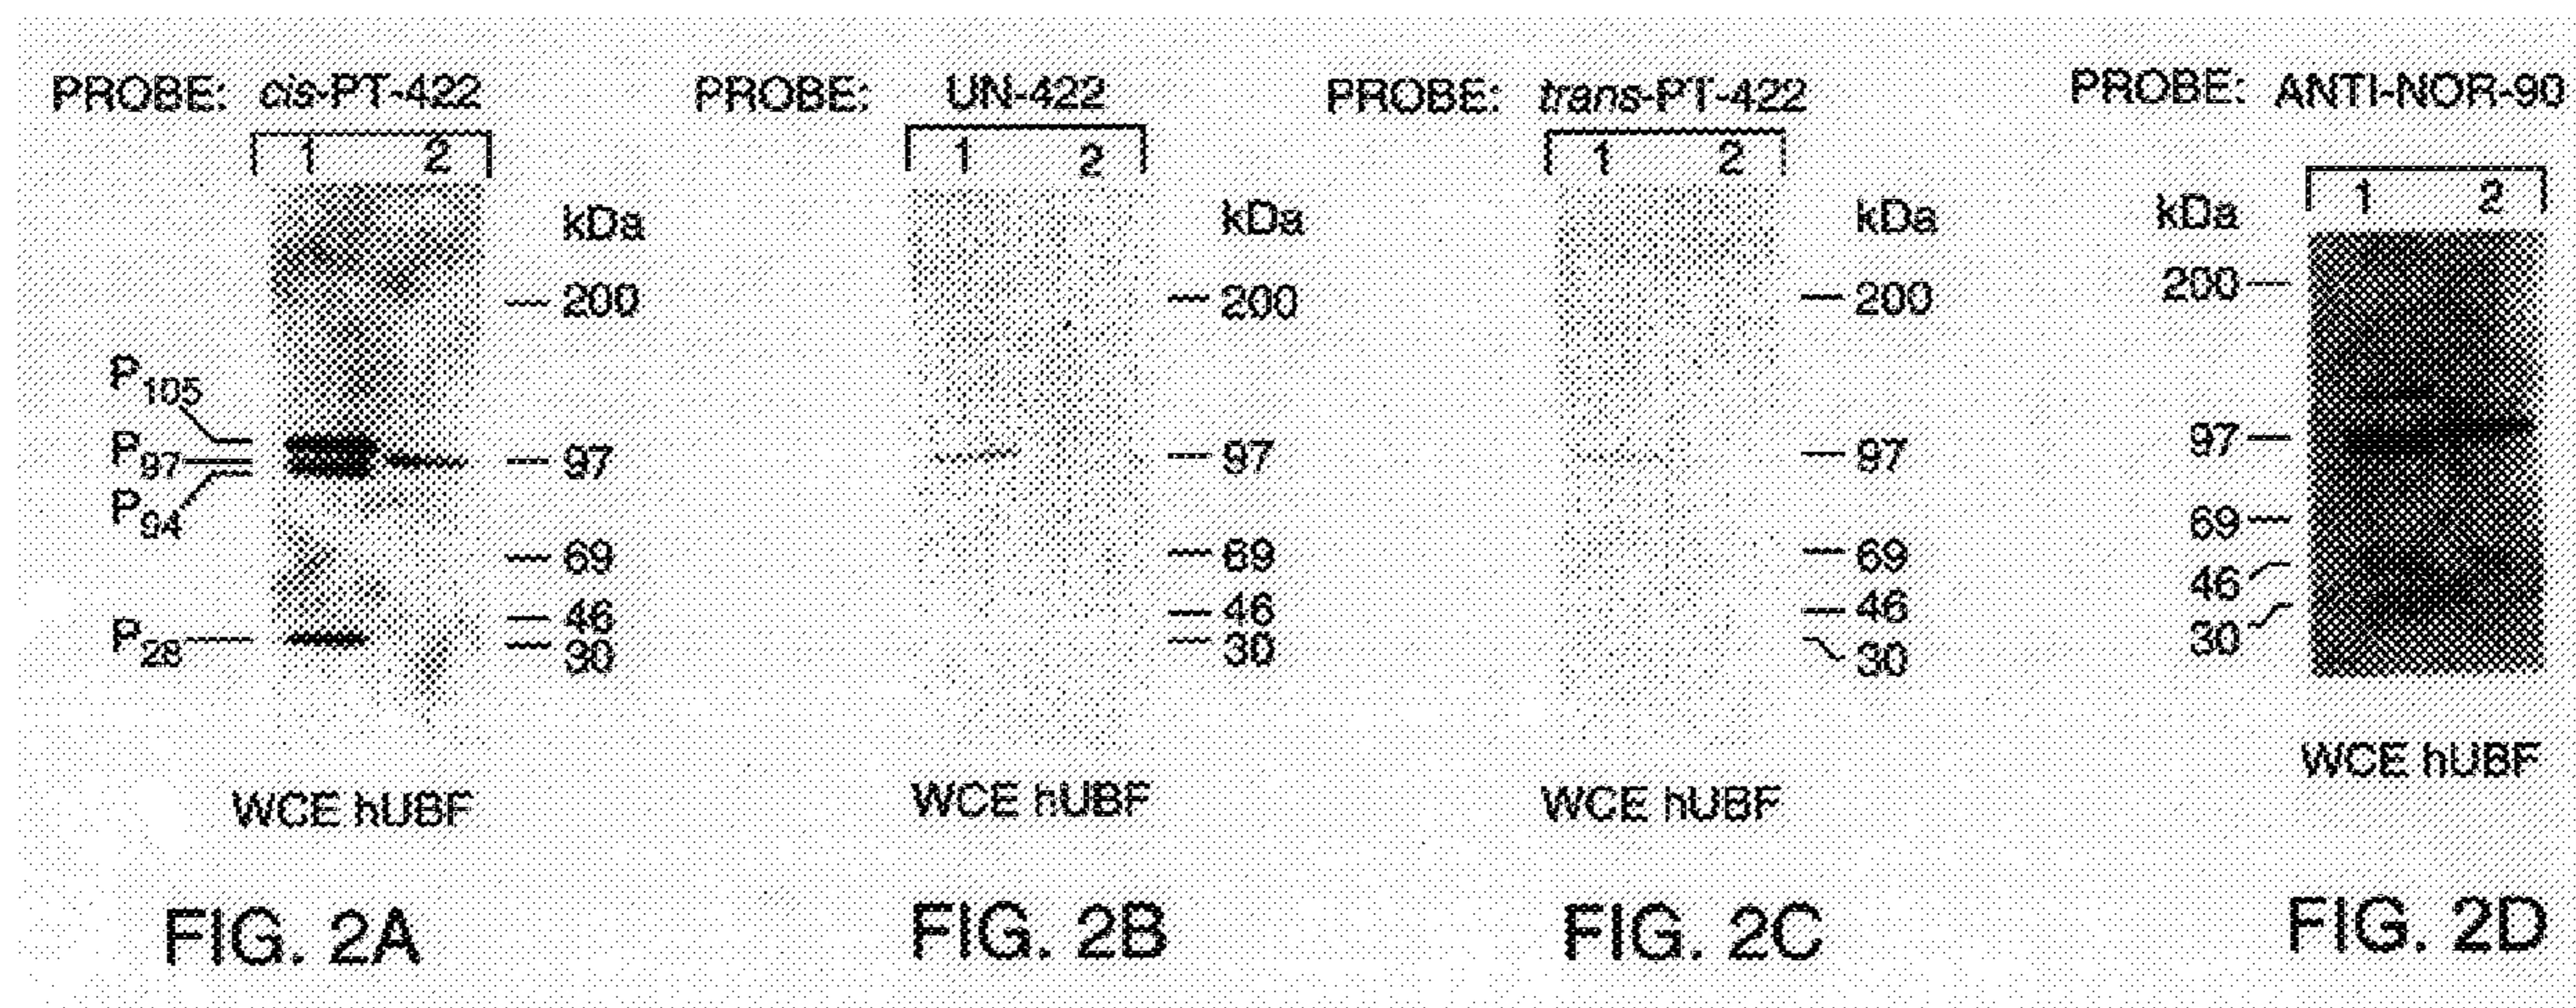 PROBE: cis-PT-422
1 2
kDa
200
P105
P97
97
P94
69
46
P28
30
WCE hUBF
FIG. 2A
PROBE: UN-422
1 2
kDa
200
97
69
46
30
WCE hUBF
FIG. 2B
PROBE: trans-PT-422
1 2
kDa
200
97
69
46
30
WCE hUBF
FIG. 2C
PROBE: ANTI-NOR-90
1 2
kDa
200
97
69
46
30
WCE hUBF
FIG. 2D